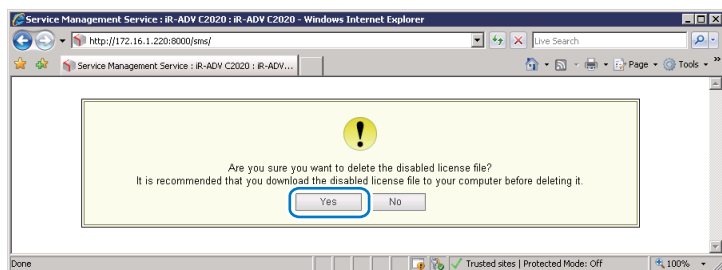 Service Management Service : iR-ADV C2020 : iR-ADV C2020 - Windows Internet Explorer
http://172.16.1.220:8000/sms/
Live Search
Service Management Service : iR-ADV C2020 : iR-ADV...
Page
Tools
Are you sure you want to delete the disabled license file?
It is recommended that you download the disabled license file to your computer before deleting it.
Yes
No
Done
Trusted sites | Protected Mode: Off
100%